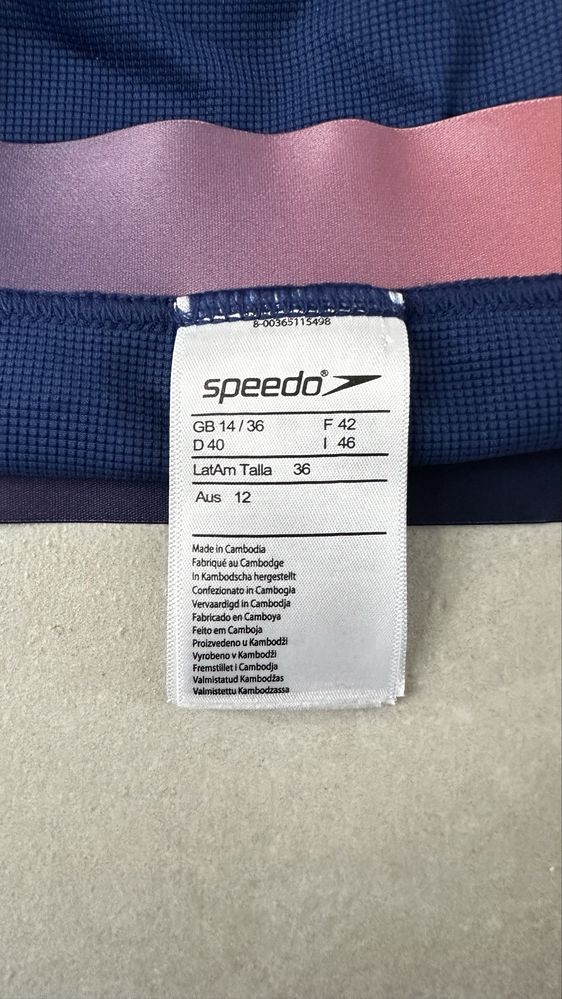 8-00365115498
speedo®
GB 14 / 36 F 42
D 40 I 46
LatAm Talla 36
Aus 12
Made in Cambodia
Fabriqué au Cambodge
In Kambodscha hergestellt
Confezionato in Cambogia
Vervaardigd in Cambodja
Fabricado en Camboya
Feito em Camboja
Proizvedeno u Kambodži
Vyrobeno v Kambodži
Fremstillet i Cambodja
Valmistatud Kambodžas
Valmistettu Kambodzassa